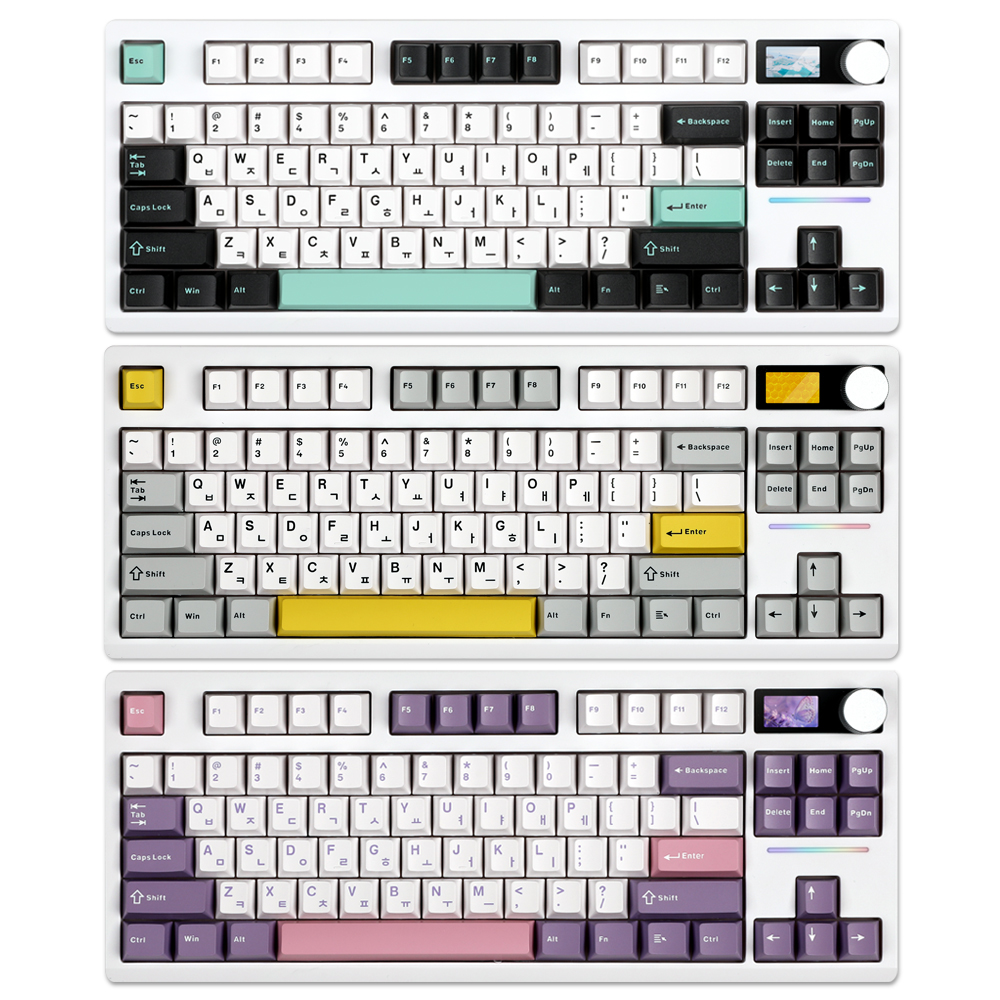 Esc F1 F2 F3 F4 F5 F6 F7 F8 F9 F10 F11 F12
~ ! @ # $ % ^ & * ( ) _ + Backspace Insert Home PgUp
` 1 2 3 4 5 6 7 8 9 0 - =
Tab Q W E R T Y U I O P { } | Delete End PgDn
ㅂ ㅈ ㄷ ㄱ ㅅ ㅛ ㅕ ㅑ ㅐ ㅔ [ ] \
Caps Lock A S D F G H J K L : " Enter
ㅁ ㄴ ㅇ ㄹ ㅎ ㅗ ㅓ ㅏ ㅣ ; '
Shift Z X C V B N M < > ? Shift
ㅋ ㅌ ㅊ ㅍ ㅠ ㅜ ㅡ , . /
Ctrl Win Alt Alt Fn Ctrl
Esc F1 F2 F3 F4 F5 F6 F7 F8 F9 F10 F11 F12
~ ! @ # $ % ^ & * ( ) _ + Backspace Insert Home PgUp
` 1 2 3 4 5 6 7 8 9 0 - =
Tab Q W E R T Y U I O P { } | Delete End PgDn
ㅂ ㅈ ㄷ ㄱ ㅅ ㅛ ㅕ ㅑ ㅐ ㅔ [ ] \
Caps Lock A S D F H J K G L : " Enter
ㅁ ㄴ ㅇ ㄹ ㅗ ㅓ ㅏ ㅎ ㅣ ; '
Shift Z X C V B N M < > ? Shift
ㅋ ㅌ ㅊ ㅍ ㅠ ㅜ ㅡ , . /
Ctrl Win Alt Alt Fn Ctrl
Esc F1 F2 F3 F4 F5 F6 F7 F8 F9 F10 F11 F12
~ ! @ # $ % ^ & * ( ) _ + Backspace Insert Home PgUp
` 1 2 3 4 5 6 7 8 9 0 - =
Tab Q W E R T Y U I O P { } | Delete End PgDn
ㅂ ㅈ ㄷ ㄱ ㅅ ㅛ ㅕ ㅑ ㅐ ㅔ [ ] \
Caps Lock A S D F G H J K L : " Enter
ㅁ ㄴ ㅇ ㄹ ㅎ ㅗ ㅓ ㅏ ㅣ ; '
Shift Z X C V B N M < > ? Shift
ㅋ ㅌ ㅊ ㅍ ㅠ ㅜ ㅡ , . /
Ctrl Win Alt Alt Fn Ctrl